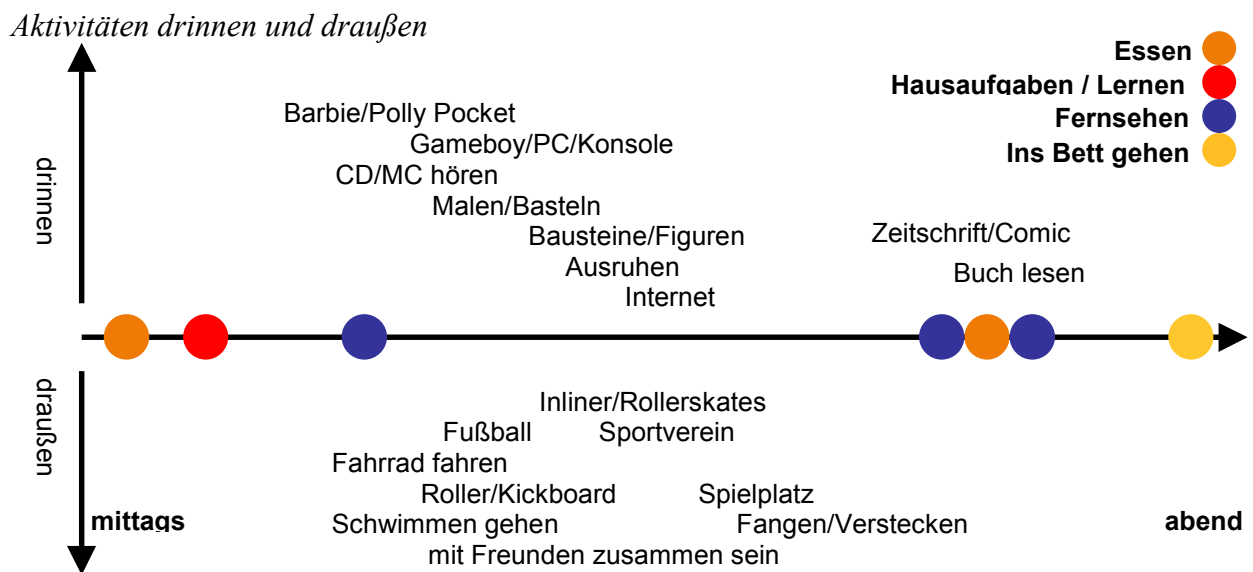 Aktivitäten drinnen und draußen
Essen
Hausaufgaben / Lernen
Fernsehen
Ins Bett gehen
drinnen
Barbie/Polly Pocket
Gameboy/PC/Konsole
CD/MC hören
Malen/Basteln
Bausteine/Figuren
Ausruhen
Internet
Zeitschrift/Comic
Buch lesen
draußen
Inliner/Rollerskates
Fußball Sportverein
Fahrrad fahren
Roller/Kickboard Spielplatz
Schwimmen gehen Fangen/Verstecken
mit Freunden zusammen sein
mittags
abend